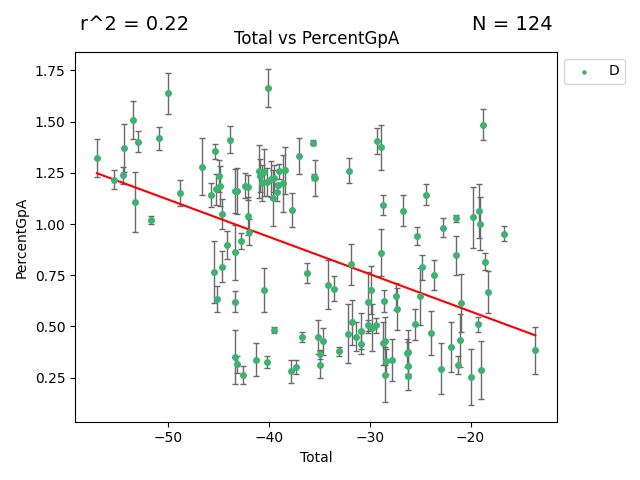 r^2 = 0.22
N = 124
Total vs PercentGpA
D
PercentGpA
1.75
1.50
1.25
1.00
0.75
0.50
0.25
−50
−40
−30
−20
Total